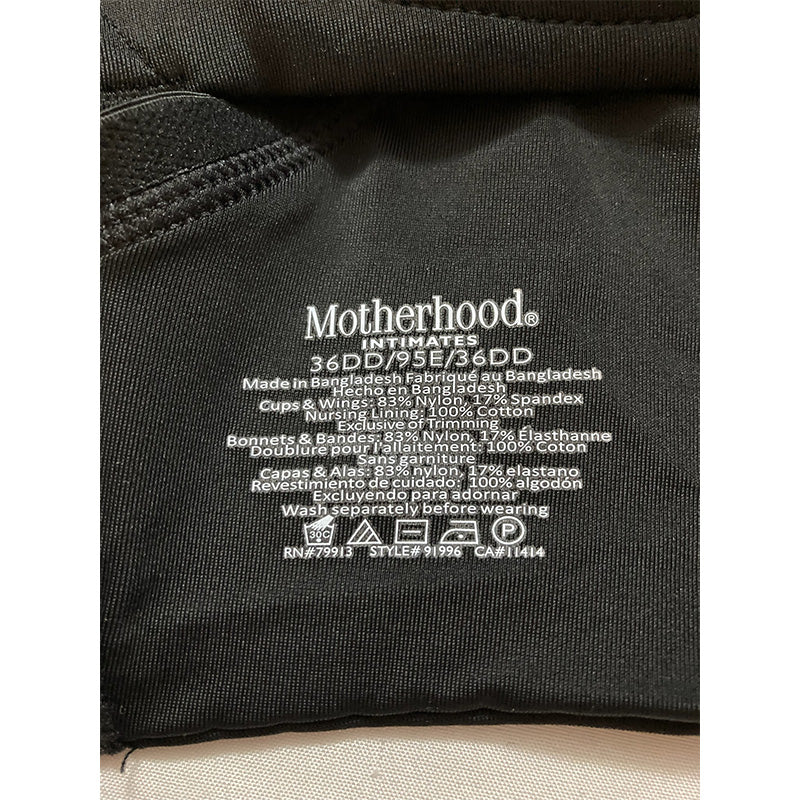 Motherhood®
INTIMATES
36DD/95E/36DD
Made in Bangladesh Fabriqué au Bangladesh
Hecho en Bangladesh
Cups & Wings: 83% Nylon, 17% Spandex
Nursing Lining: 100% Cotton
Exclusive of Trimming
Bonnets & Bandes: 83% Nylon, 17% Élasthanne
Doublure pour l'allaitement: 100% Coton
Sans garniture
Capas & Alas: 83% nylon, 17% elastano
Revestimiento de cuidado: 100% algodón
Excluyendo para adornar
Wash separately before wearing
30C P
RN#79913 STYLE# 91996 CA#11414